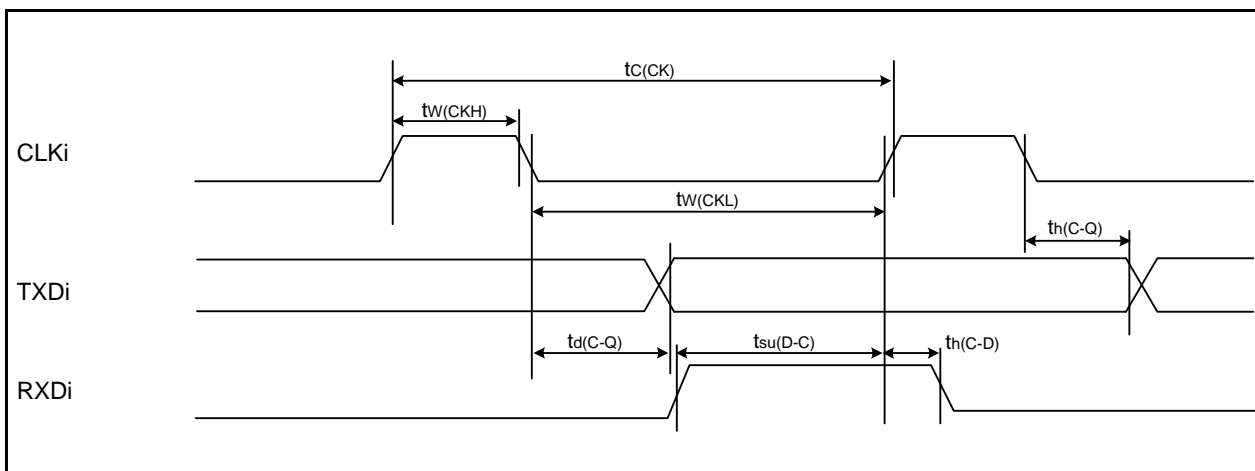 tC(CK)
tW(CKH)
CLKi
tW(CKL)
th(C-Q)
TXDi
td(C-Q)
tsu(D-C)
th(C-D)
RXDi